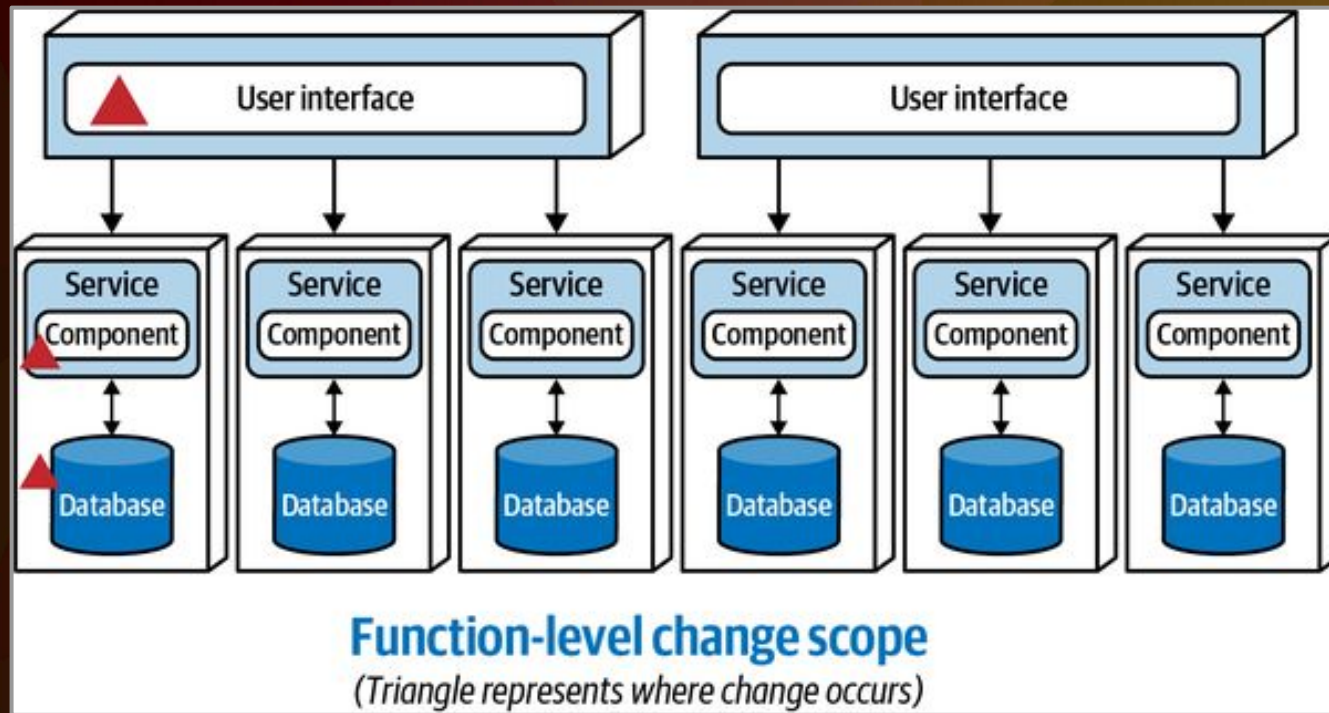 User interface
User interface
Service
Component
Database
Service
Component
Database
Service
Component
Database
Service
Component
Database
Service
Component
Database
Service
Component
Database
Function-level change scope
(Triangle represents where change occurs)